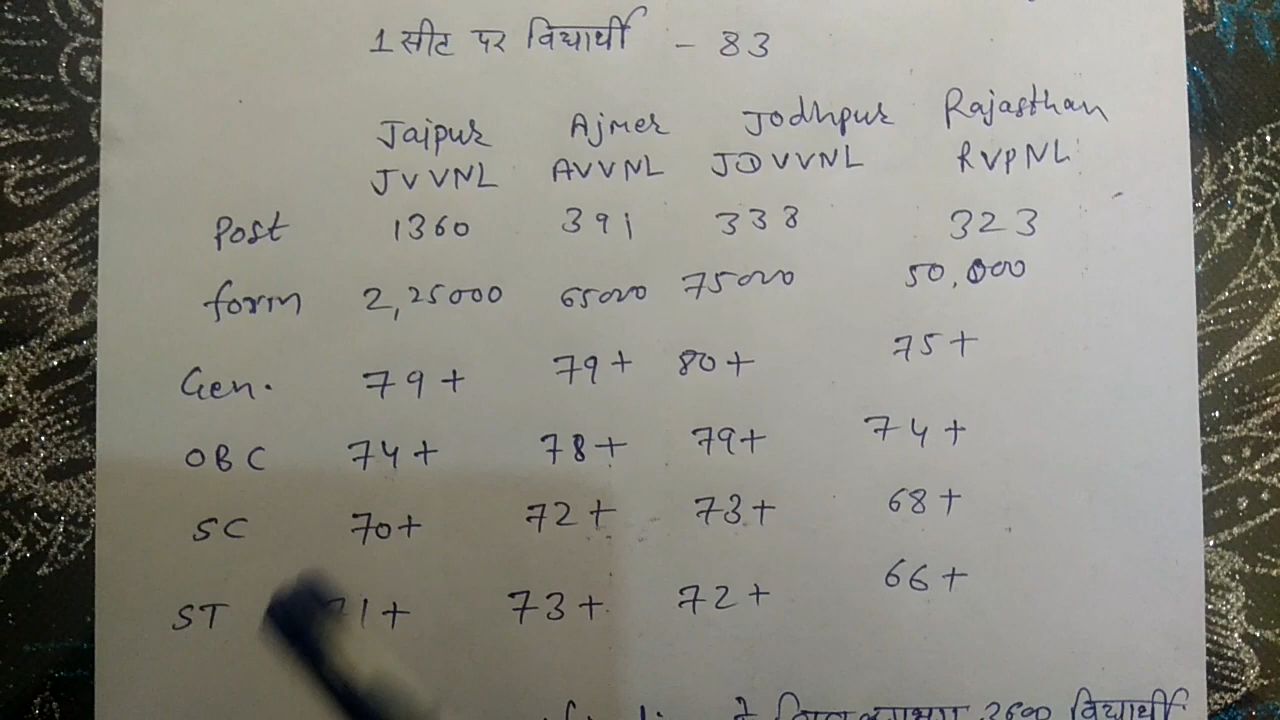 1 सीट पर विद्यार्थी - 83
Jaipur Ajmer Jodhpur Rajasthan
JVVNL AVVNL JDVVNL RVPNL
Post 1360 391 338 323
form 2,25000 65000 75000 50,000
Gen. 79+ 79+ 80+ 75+
OBC 74+ 78+ 79+ 74+
SC 70+ 72+ 73+ 68+
ST 71+ 73+ 72+ 66+
2600 विद्यार्थी